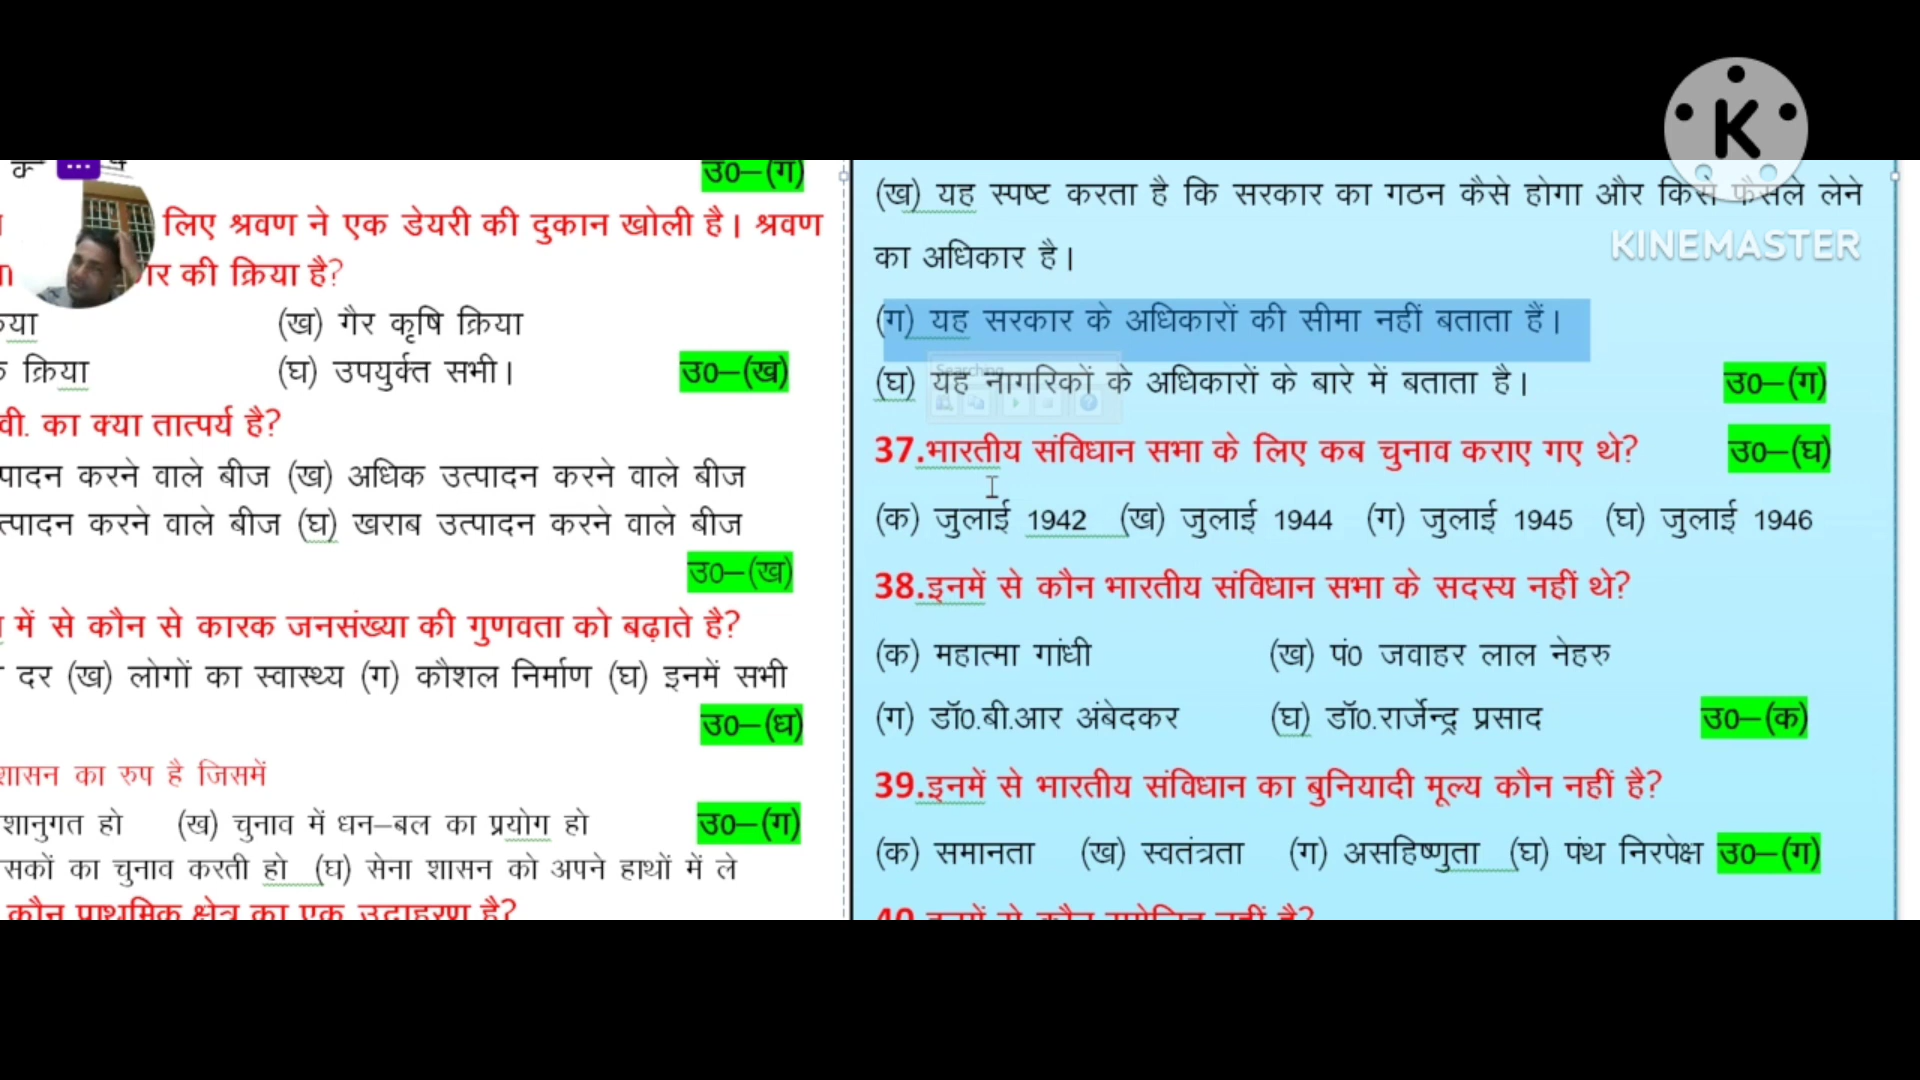 उ0–(ग)
लिए श्रवण ने एक डेयरी की दुकान खोली है। श्रवण
की क्रिया है?
(ख) गैर कृषि क्रिया
क्रिया (घ) उपयुर्क्त सभी। उ0–(ख)
वी. का क्या तात्पर्य है?
करने वाले बीज (ख) अधिक उत्पादन करने वाले बीज
करने वाले बीज (घ) खराब उत्पादन करने वाले बीज
उ0–(ख)
में से कौन से कारक जनसंख्या की गुणवता को बढ़ाते है?
दर (ख) लोगों का स्वास्थ्य (ग) कौशल निर्माण (घ) इनमें सभी
उ0–(ध)
शासन का रुप है जिसमें
हो (ख) चुनाव में धन–बल का प्रयोग हो उ0–(ग)
का चुनाव करती हो (घ) सेना शासन को अपने हाथों में ले
कौन प्राथमिक क्षेत्र का एक उदाहरण है?
(ख) यह स्पष्ट करता है कि सरकार का गठन कैसे होगा और किसे फैसले लेने
का अधिकार है।
(ग) यह सरकार के अधिकारों की सीमा नहीं बताता हैं।
(घ) यह नागरिकों के अधिकारों के बारे में बताता है। उ0–(ग)
37.भारतीय संविधान सभा के लिए कब चुनाव कराए गए थे? उ0–(घ)
(क) जुलाई 1942 (ख) जुलाई 1944 (ग) जुलाई 1945 (घ) जुलाई 1946
38.इनमें से कौन भारतीय संविधान सभा के सदस्य नहीं थे?
(क) महात्मा गांधी (ख) पं0 जवाहर लाल नेहरु
(ग) डॉ0.बी.आर अंबेदकर (घ) डॉ0.रार्जेन्द्र प्रसाद उ0–(क)
39.इनमें से भारतीय संविधान का बुनियादी मूल्य कौन नहीं है?
(क) समानता (ख) स्वतंत्रता (ग) असहिष्णुता (घ) पंथ निरपेक्ष उ0–(ग)
Searching
K
KINEMASTER